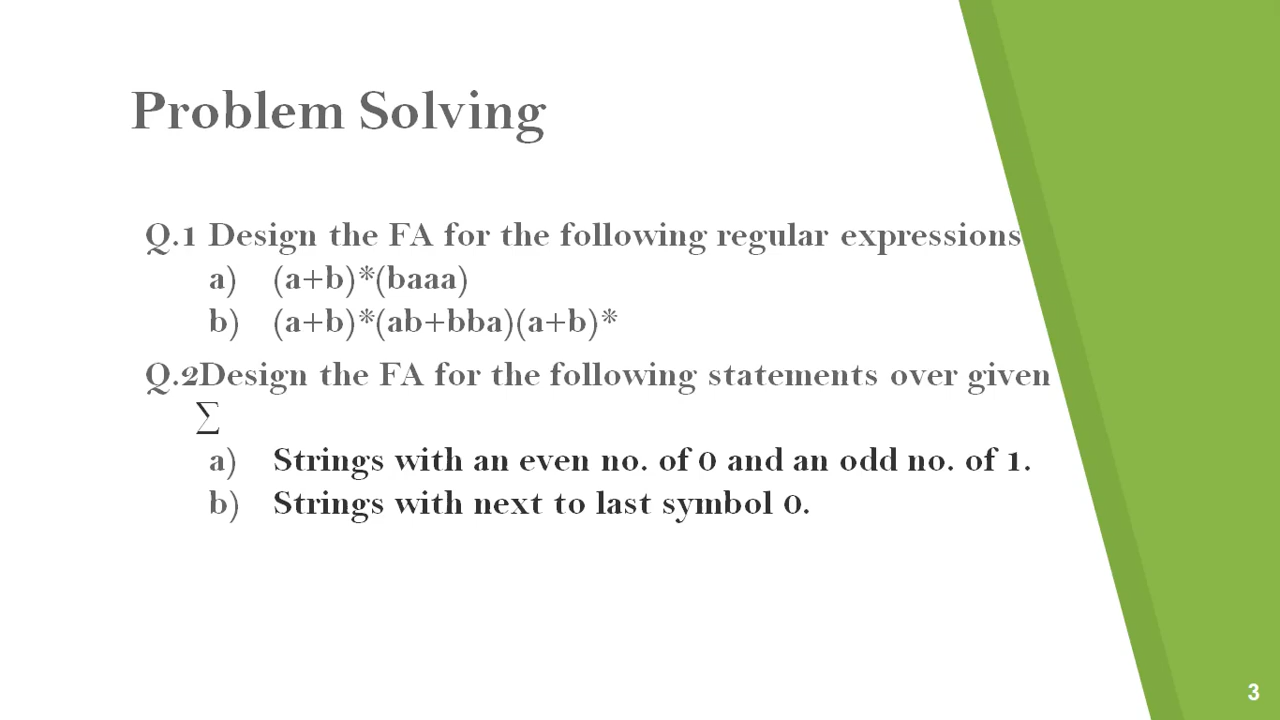 Problem Solving
Q.1 Design the FA for the following regular expressions
a) (a+b)*(baaa)
b) (a+b)*(ab+bba)(a+b)*
Q.2Design the FA for the following statements over given
∑
a) Strings with an even no. of 0 and an odd no. of 1.
b) Strings with next to last symbol 0.
3